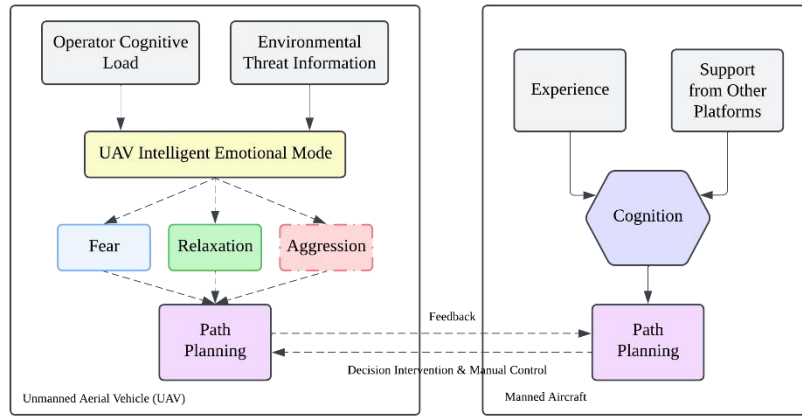 Operator Cognitive
Load
Environmental
Threat Information
UAV Intelligent Emotional Mode
Fear
Relaxation
Aggression
Path
Planning
Unmanned Aerial Vehicle (UAV)
Feedback
Decision Intervention & Manual Control
Experience
Support
from Other
Platforms
Cognition
Path
Planning
Manned Aircraft